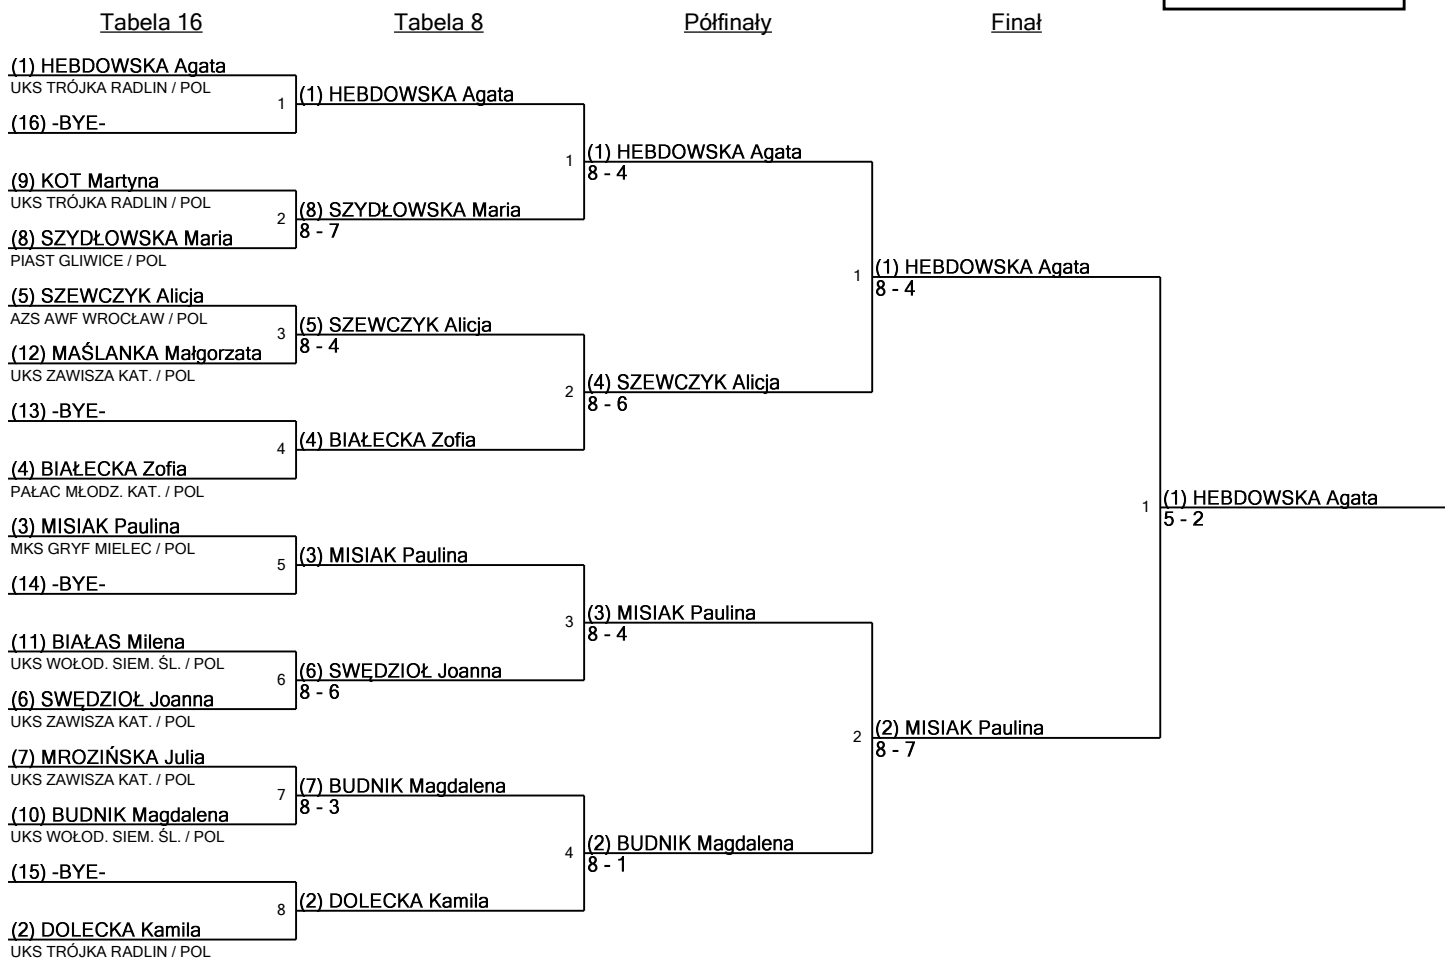 Tabela 16
Tabela 8
Półfinały
Finał
(1) HEBDOWSKA Agata
UKS TRÓJKA RADLIN / POL
1
(16) -BYE-
(9) KOT Martyna
UKS TRÓJKA RADLIN / POL
2
(8) SZYDŁOWSKA Maria
PIAST GLIWICE / POL
(5) SZEWCZYK Alicja
AZS AWF WROCŁAW / POL
3
(12) MAŚLANKA Małgorzata
UKS ZAWISZA KAT. / POL
(13) -BYE-
4
(4) BIAŁECKA Zofia
PAŁAC MŁODZ. KAT. / POL
(3) MISIAK Paulina
MKS GRYF MIELEC / POL
5
(14) -BYE-
(11) BIAŁAS Milena
UKS WOŁOD. SIEM. ŚL. / POL
6
(6) SWĘDZIOŁ Joanna
UKS ZAWISZA KAT. / POL
(7) MROZIŃSKA Julia
UKS ZAWISZA KAT. / POL
7
(10) BUDNIK Magdalena
UKS WOŁOD. SIEM. ŚL. / POL
(15) -BYE-
8
(2) DOLECKA Kamila
UKS TRÓJKA RADLIN / POL
(1) HEBDOWSKA Agata
1
(8) SZYDŁOWSKA Maria
8 - 7
(5) SZEWCZYK Alicja
8 - 4
2
(4) BIAŁECKA Zofia
(3) MISIAK Paulina
3
(6) SWĘDZIOŁ Joanna
8 - 6
(7) BUDNIK Magdalena
8 - 3
4
(2) DOLECKA Kamila
(1) HEBDOWSKA Agata
8 - 4
1
(4) SZEWCZYK Alicja
8 - 6
(3) MISIAK Paulina
8 - 4
2
(2) BUDNIK Magdalena
8 - 1
(1) HEBDOWSKA Agata
8 - 4
1
(2) MISIAK Paulina
8 - 7
(1) HEBDOWSKA Agata
5 - 2